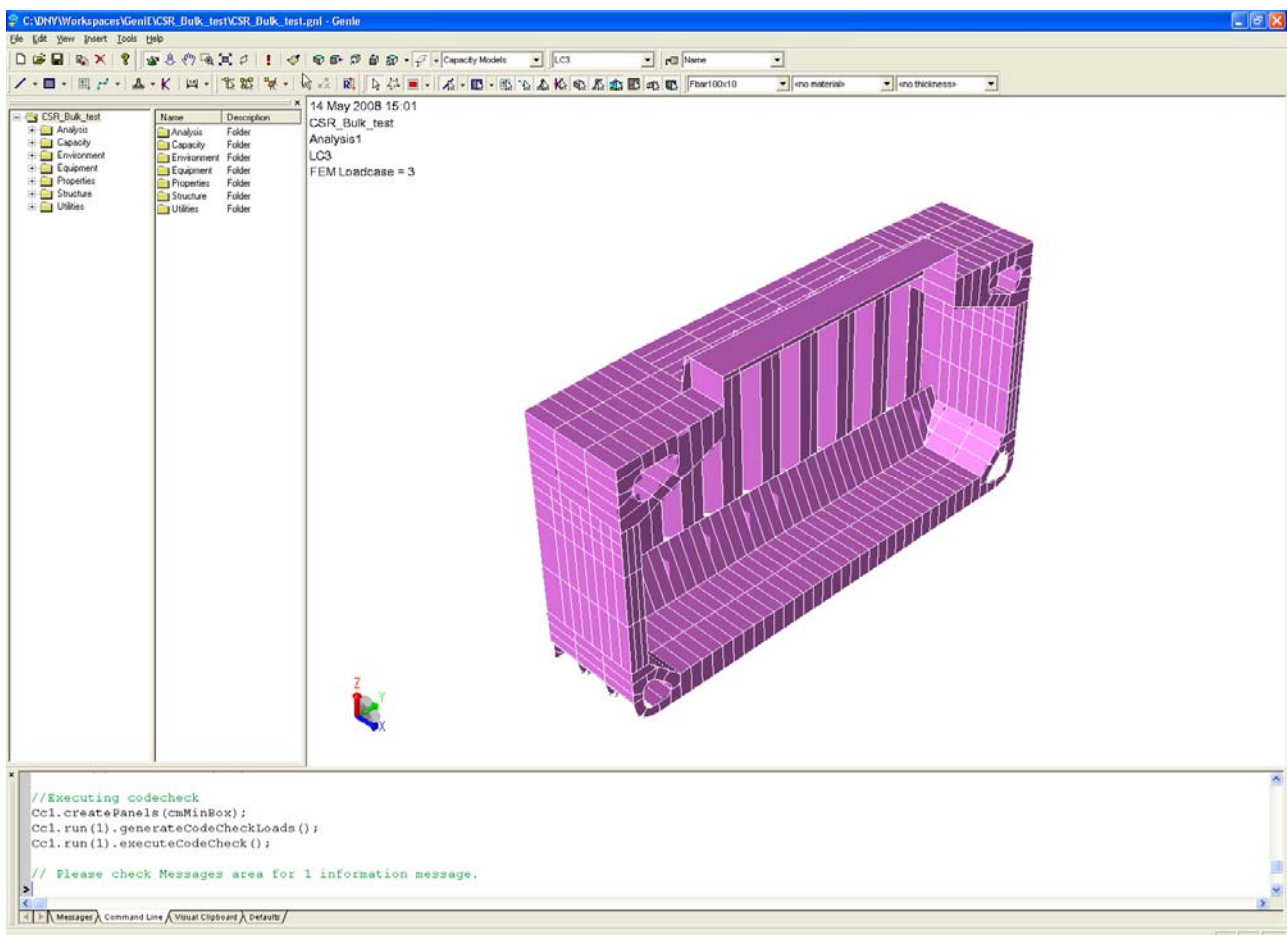 C:\DNV\Workspaces\GeniE\CSR_Bulk_test\CSR_Bulk_test.gnl - Genie
File Edit View Insert Tools Help
Capacity Models LC3 Name
Fbar100x10 <no material> <no thickness>
CSR_Bulk_test
Analysis
Capacity
Environment
Equipment
Properties
Structure
Utilities
Name Description
Analysis Folder
Capacity Folder
Environment Folder
Equipment Folder
Properties Folder
Structure Folder
Utilities Folder
14 May 2008 15:01
CSR_Bulk_test
Analysis1
LC3
FEM Loadcase = 3
Z
Y
X
//Executing codecheck
Cc1.createPanels(cmMinBox);
Cc1.run(1).generateCodeCheckLoads();
Cc1.run(1).executeCodeCheck();
// Please check Messages area for 1 information message.
>
Messages Command Line Visual Clipboard Defaults